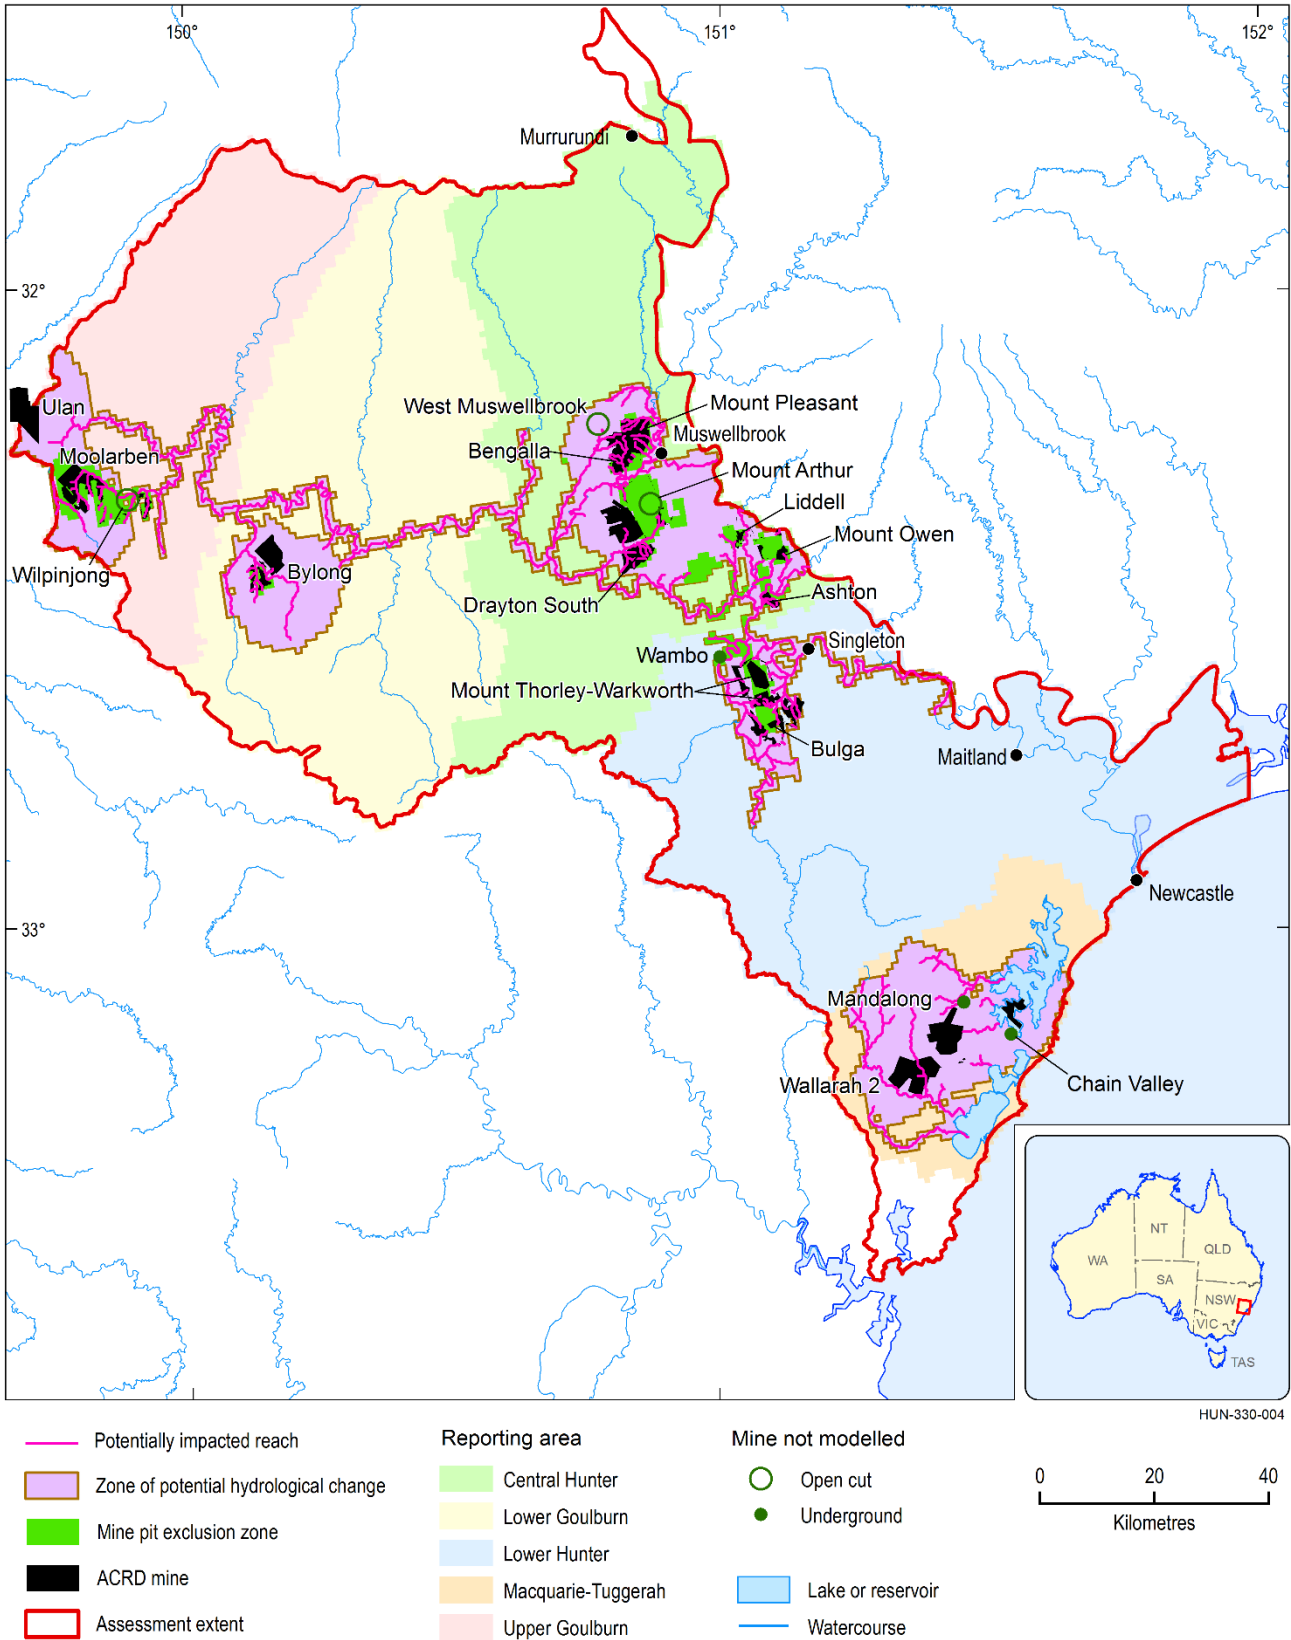 150°
151°
152°
Murrurundi
32°
West Muswellbrook
Mount Pleasant
Ulan
Muswellbrook
Bengalla
Moolarben
Mount Arthur
Liddell
Mount Owen
Wilpinjong
Bylong
Drayton South
Ashton
Singleton
Wambo
Mount Thorley-Warkworth
Bulga
Maitland
Newcastle
33°
Mandalong
Wallarah 2
Chain Valley
NT
WA
QLD
SA
NSW
VIC
TAS
HUN-330-004
Potentially impacted reach
Zone of potential hydrological change
Mine pit exclusion zone
ACRD mine
Assessment extent
Reporting area
Central Hunter
Lower Goulburn
Lower Hunter
Macquarie-Tuggerah
Upper Goulburn
Mine not modelled
Open cut
Underground
Lake or reservoir
Watercourse
0 20 40
Kilometres